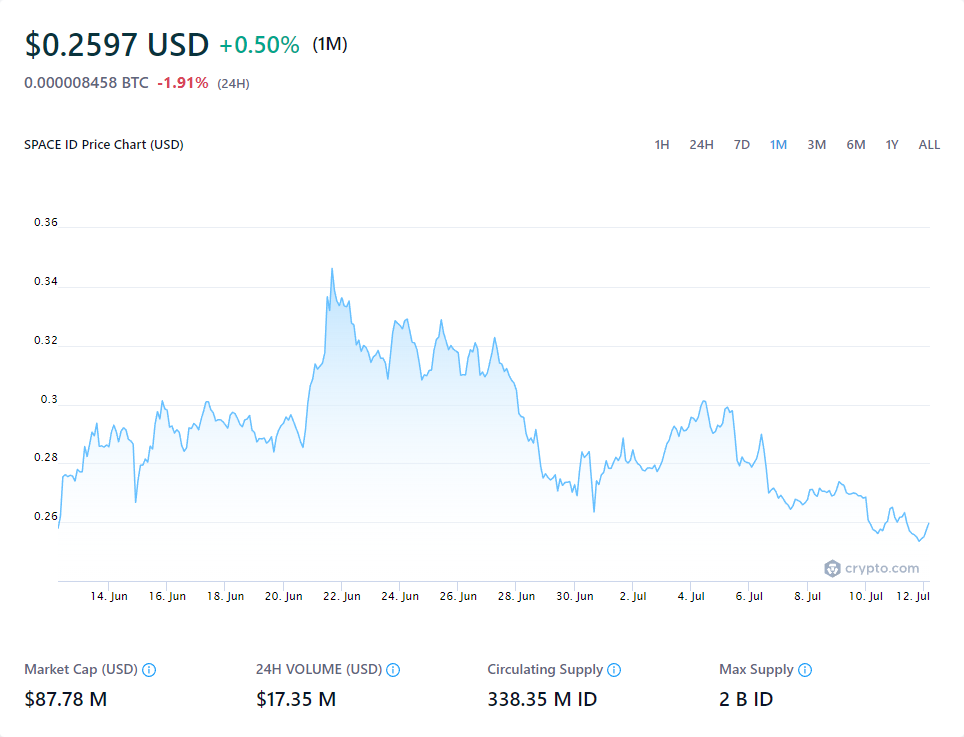 $0.2597 USD +0.50% (1M)
0.000008458 BTC -1.91% (24H)
SPACE ID Price Chart (USD) 1H 24H 7D 1M 3M 6M 1Y ALL
0.36
0.34
0.32
0.3
0.28
0.26
crypto.com
14. Jun 16. Jun 18. Jun 20. Jun 22. Jun 24. Jun 26. Jun 28. Jun 30. Jun 2. Jul 4. Jul 6. Jul 8. Jul 10. Jul 12. Jul
Market Cap (USD) 24H VOLUME (USD) Circulating Supply Max Supply
$87.78 M $17.35 M 338.35 M ID 2 B ID